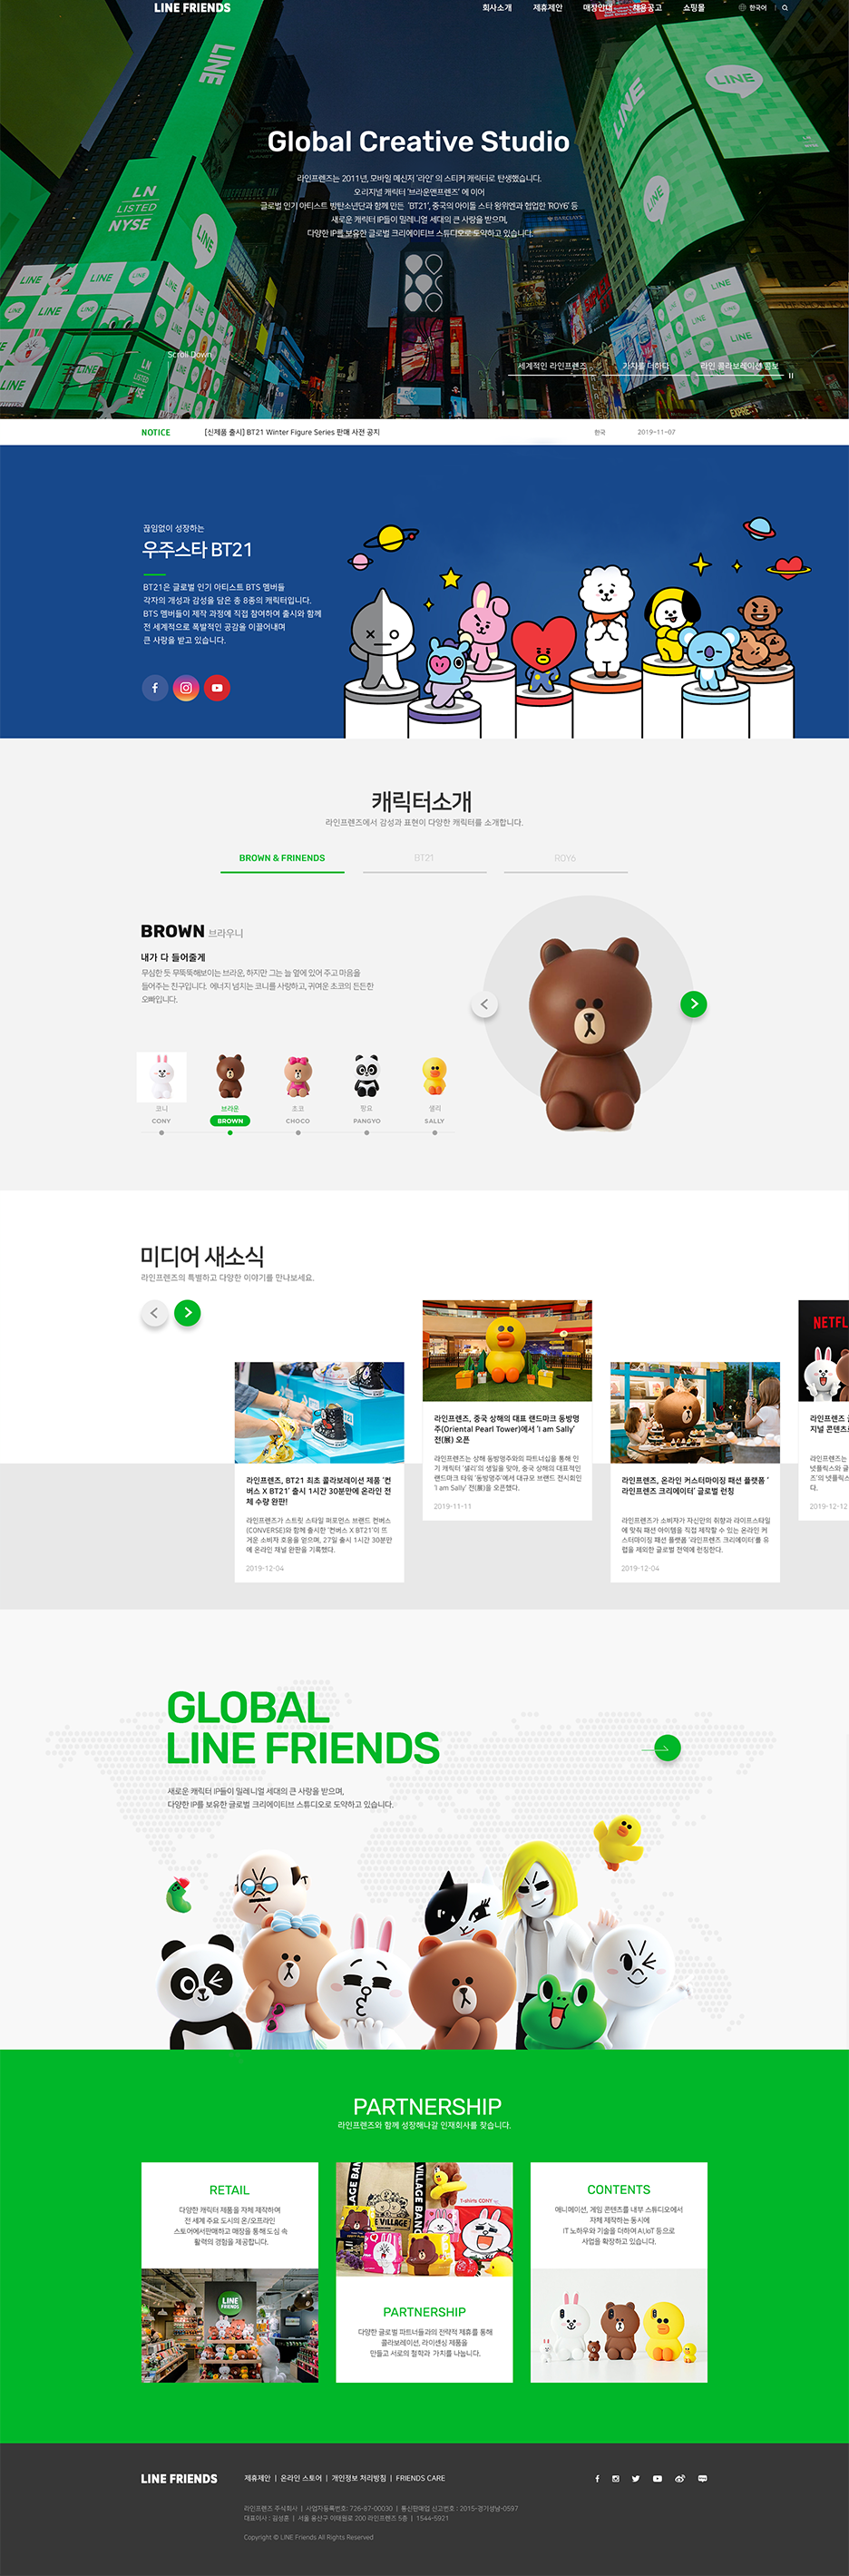 LINE FRIENDS
회사소개 제휴제안 매장안내 채용공고 쇼핑몰 한국어
LINE
LINE
LINE
LINE
LN
LISTED
NYSE
LINE
BARCLAYS
Global Creative Studio
라인프렌즈는 2011년, 모바일 메신저 '라인' 의 스티커 캐릭터로 탄생했습니다.
오리지널 캐릭터 '브라운앤프렌즈' 에 이어
글로벌 인기 아티스트 방탄소년단과 함께 만든 'BT21', 중국의 아이돌 스타 왕위엔과 협업한 'ROY6' 등
새로운 캐릭터 IP들이 밀레니얼 세대의 큰 사랑을 받으며,
다양한 IP를 보유한 글로벌 크리에이티브 스튜디오로 도약하고 있습니다.
Scroll Down
세계적인 라인프렌즈 가치를 더하다 라인 콜라보레이션 콤보
NOTICE [신제품 출시] BT21 Winter Figure Series 판매 사전 공지 한국 2019-11-07
끊임없이 성장하는
우주스타 BT21
BT21은 글로벌 인기 아티스트 BTS 멤버들
각자의 개성과 감성을 담은 총 8종의 캐릭터입니다.
BTS 멤버들이 제작 과정에 직접 참여하여 출시와 함께
전 세계적으로 폭발적인 공감을 이끌어내며
큰 사랑을 받고 있습니다.
캐릭터소개
라인프렌즈에서 감성과 표현이 다양한 캐릭터를 소개합니다.
BROWN & FRINENDS BT21 ROY6
BROWN 브라우니
내가 다 들어줄게
무심한 듯 무뚝뚝해보이는 브라운, 하지만 그는 늘 옆에 있어 주고 마음을
들어주는 친구입니다. 에너지 넘치는 코니를 사랑하고, 귀여운 초코의 든든한
오빠입니다.
코니 브라운 초코 팡요 샐리
CONY BROWN CHOCO PANGYO SALLY
미디어 새소식
라인프렌즈의 특별하고 다양한 이야기를 만나보세요.
라인프렌즈, BT21 최초 콜라보레이션 제품 '컨
버스 X BT21' 출시 1시간 30분만에 온라인 전
체 수량 완판!
라인프렌즈가 스트릿 스타일 퍼포먼스 브랜드 컨버스
(CONVERSE)와 함께 출시한 '컨버스 X BT21'이 뜨
거운 소비자 호응을 얻으며, 27일 출시 1시간 30분만
에 온라인 채널 완판을 기록했다.
2019-12-04
라인프렌즈, 중국 상해의 대표 랜드마크 동방명
주(Oriental Pearl Tower)에서 'I am Sally'
전(展) 오픈
라인프렌즈는 상해 동방명주와의 파트너십을 통해 인
기 캐릭터 '샐리'의 생일을 맞아, 중국 상해의 대표적인
랜드마크 타워 '동방명주'에서 대규모 브랜드 전시회인
'I am Sally' 전(展)을 오픈했다.
2019-11-11
라인프렌즈, 온라인 커스터마이징 패션 플랫폼 '
라인프렌즈 크리에이터' 글로벌 런칭
라인프렌즈가 소비자가 자신만의 취향과 라이프스타일
에 맞춰 패션 아이템을 직접 제작할 수 있는 온라인 커
스터마이징 패션 플랫폼 '라인프렌즈 크리에이터'를 유
럽을 제외한 글로벌 전역에 런칭한다.
2019-12-04
NETFL
라인프렌즈
지널 콘텐츠
라인프렌즈는
넷플릭스와 글
즈'의 넷플릭스
다.
2019-12-12
GLOBAL
LINE FRIENDS
새로운 캐릭터 IP들이 밀레니얼 세대의 큰 사랑을 받으며,
다양한 IP를 보유한 글로벌 크리에이티브 스튜디오로 도약하고 있습니다.
PARTNERSHIP
라인프렌즈와 함께 성장해나갈 인재회사를 찾습니다.
RETAIL
다양한 캐릭터 제품을 자체 제작하여
전 세계 주요 도시의 온/오프라인
스토어에서판매하고 매장을 통해 도심 속
활력의 경험을 제공합니다.
LINE
FRIENDS
PARTNERSHIP
다양한 글로벌 파트너들과의 전략적 제휴를 통해
콜라보레이션, 라이센싱 제품을
만들고 서로의 철학과 가치를 나눕니다.
CONTENTS
애니메이션, 게임 콘텐츠를 내부 스튜디오에서
자체 제작하는 동시에
IT 노하우와 기술을 더하여 AI,IoT 등으로
사업을 확장하고 있습니다.
LINE FRIENDS
제휴제안 | 온라인 스토어 | 개인정보 처리방침 | FRIENDS CARE
라인프렌즈 주식회사 | 사업자등록번호: 726-87-00030 | 통신판매업 신고번호 : 2015-경기성남-0597
대표이사 : 김성훈 | 서울 용산구 이태원로 200 라인프렌즈 5층 | 1544-5921
Copyright © LINE Friends All Rights Reserved